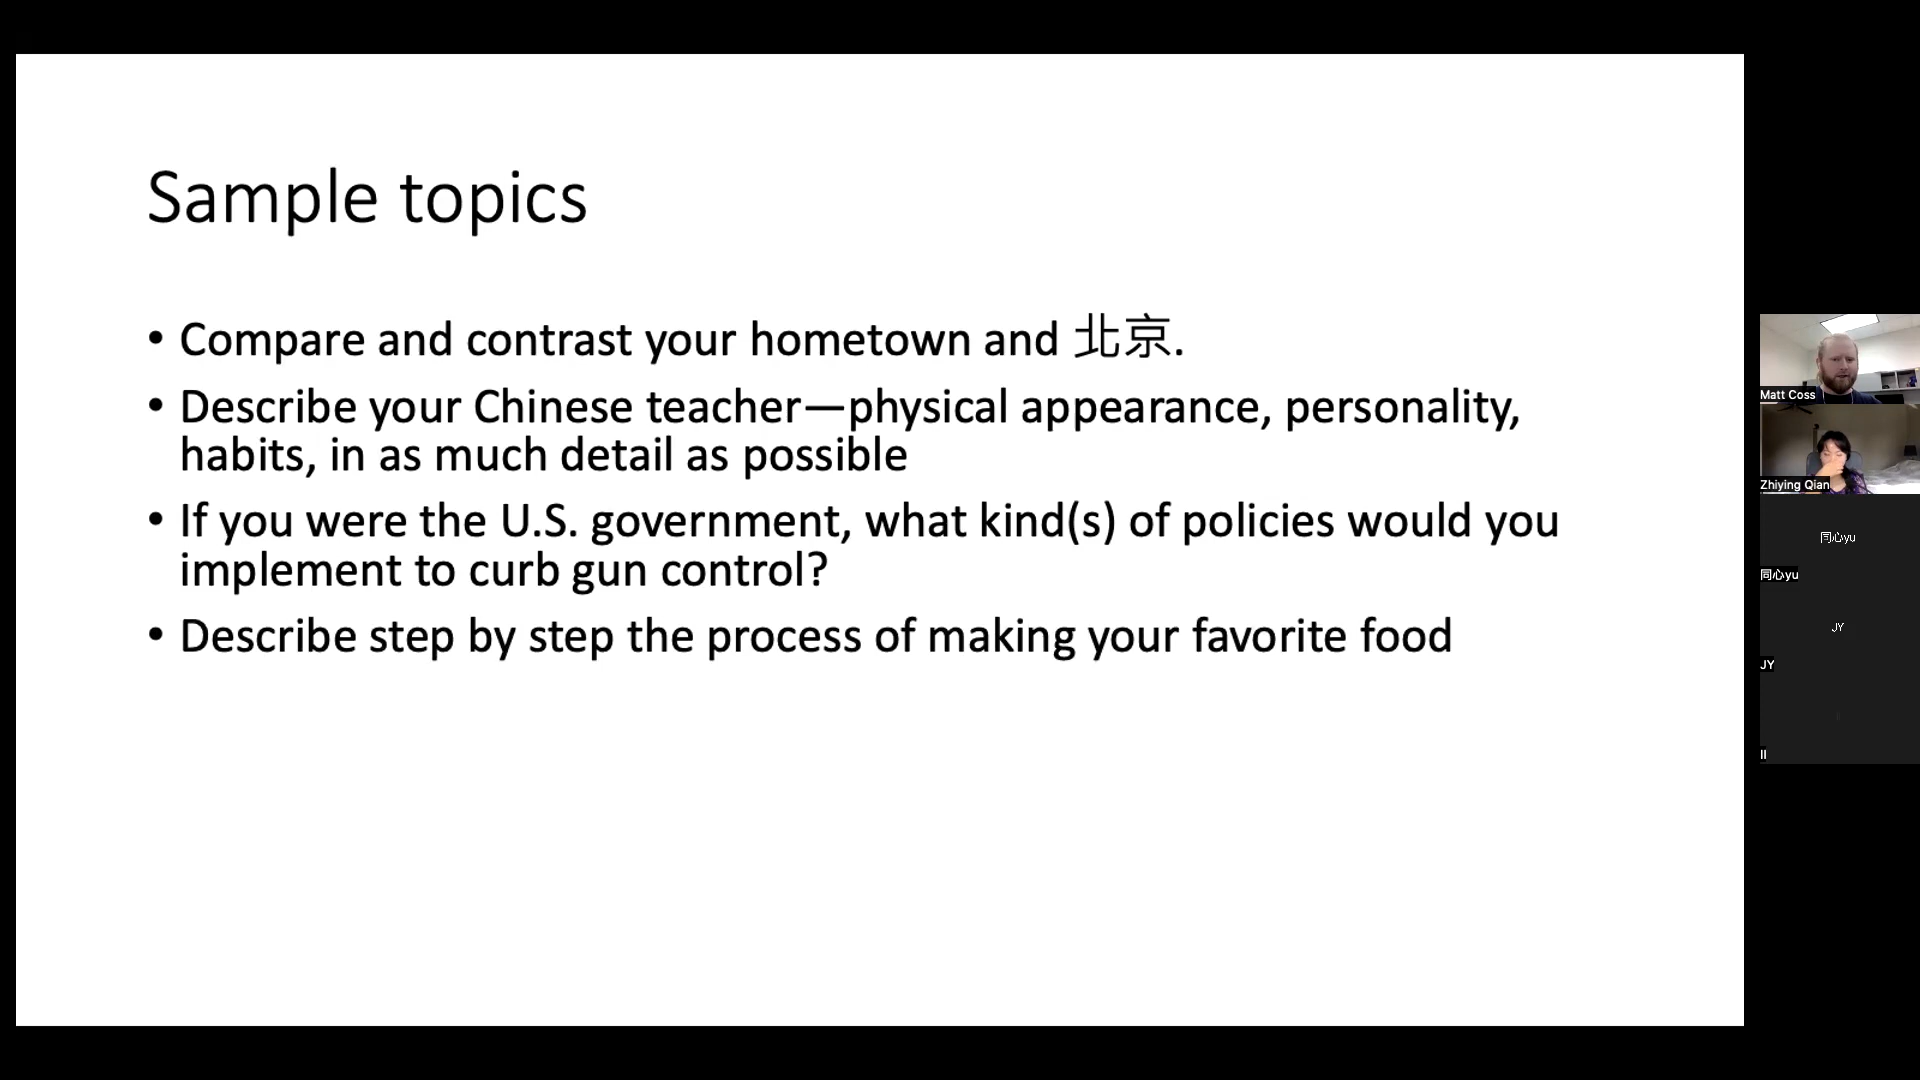 Sample topics
• Compare and contrast your hometown and 北京.
• Describe your Chinese teacher—physical appearance, personality,
habits, in as much detail as possible
• If you were the U.S. government, what kind(s) of policies would you
implement to curb gun control?
• Describe step by step the process of making your favorite food
Matt Coss
Zhiying Qian
同心yu
同心yu
JY
JY
ll